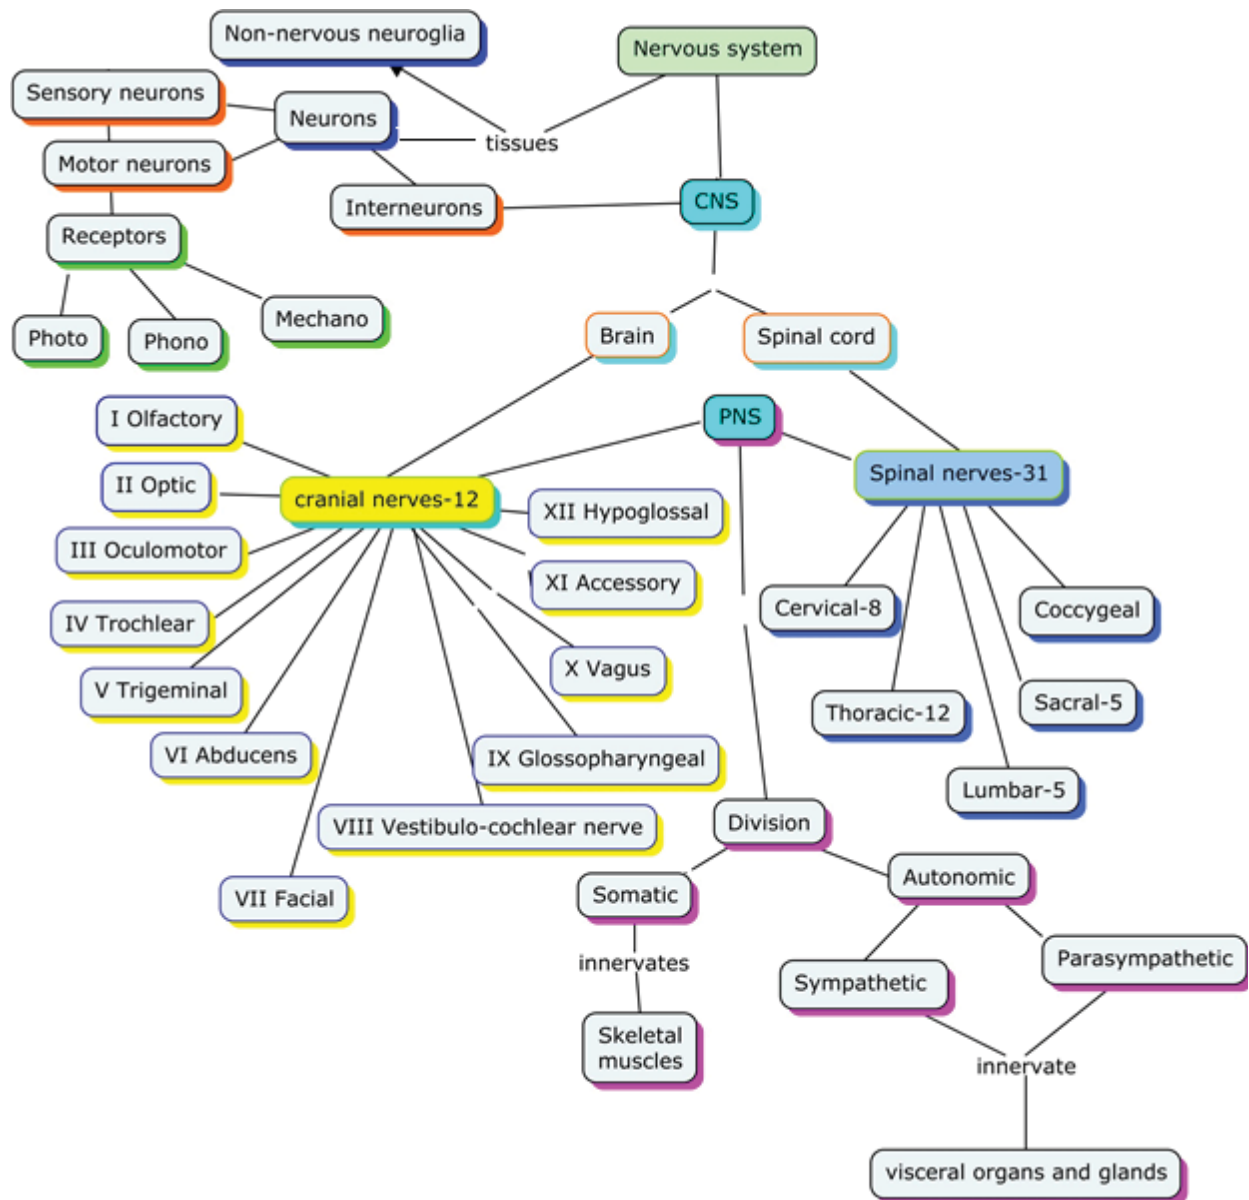 Non-nervous neuroglia
Nervous system
Sensory neurons
Neurons
tissues
Motor neurons
Interneurons
CNS
Receptors
Photo
Phono
Mechano
Brain
Spinal cord
I Olfactory
PNS
II Optic
cranial nerves-12
Spinal nerves-31
XII Hypoglossal
III Oculomotor
XI Accessory
Cervical-8
Coccygeal
IV Trochlear
X Vagus
V Trigeminal
Thoracic-12
Sacral-5
VI Abducens
IX Glossopharyngeal
Lumbar-5
VIII Vestibulo-cochlear nerve
Division
VII Facial
Somatic
Autonomic
innervates
Sympathetic
Parasympathetic
Skeletal
muscles
innervate
visceral organs and glands